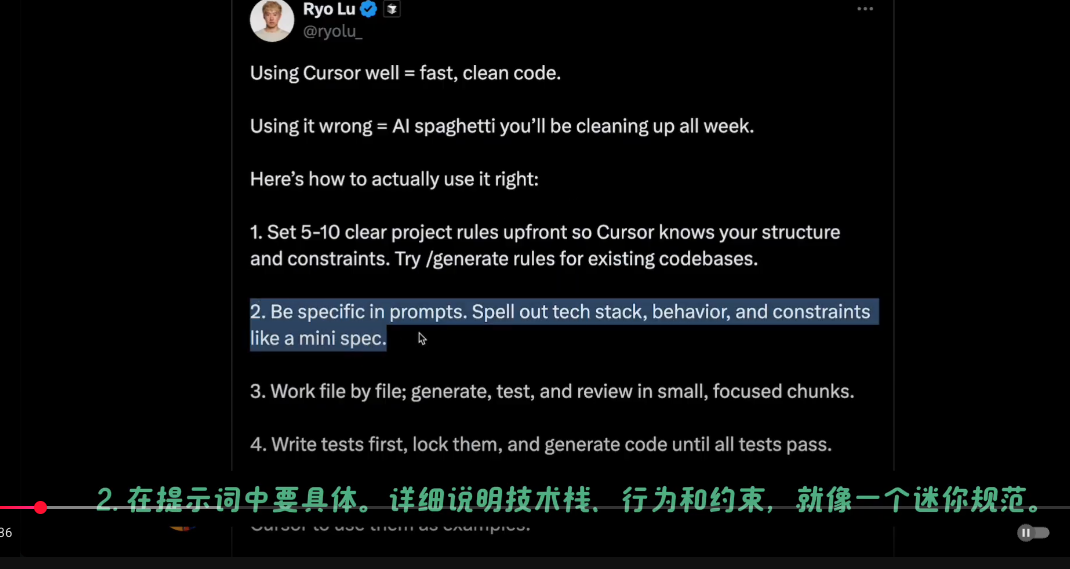 Ryo Lu
@ryolu_
Using Cursor well = fast, clean code.
Using it wrong = AI spaghetti you'll be cleaning up all week.
Here's how to actually use it right:
1. Set 5-10 clear project rules upfront so Cursor knows your structure
and constraints. Try /generate rules for existing codebases.
2. Be specific in prompts. Spell out tech stack, behavior, and constraints
like a mini spec.
3. Work file by file; generate, test, and review in small, focused chunks.
4. Write tests first, lock them, and generate code until all tests pass.
2. 在提示词中要具体。详细说明技术栈、行为和约束，就像一个迷你规范。
Cursor to use them as examples.
36